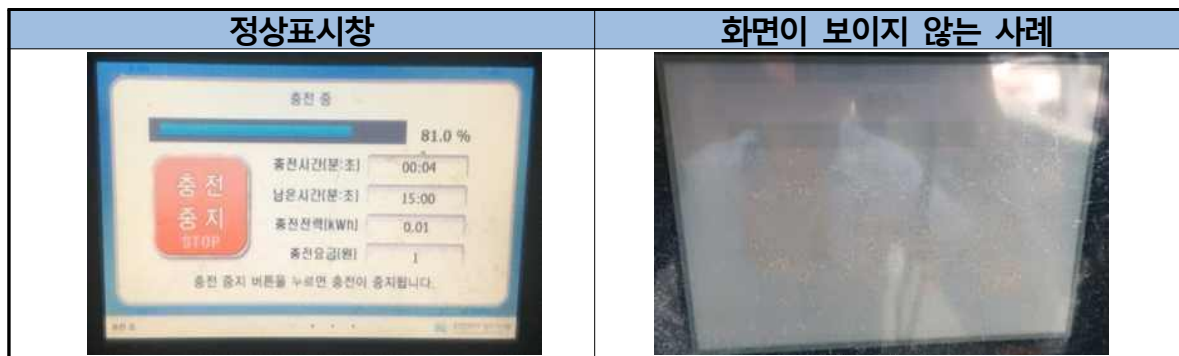 정상표시창
화면이 보이지 않는 사례
충전 중
81.0 %
충전시간(분:초) 00:04
남은시간(분:초) 15:00
충전전력(kWh) 0.01
충전요금(원) 1
충전
중지
STOP
충전 중지 버튼을 누르면 충전이 중지됩니다.